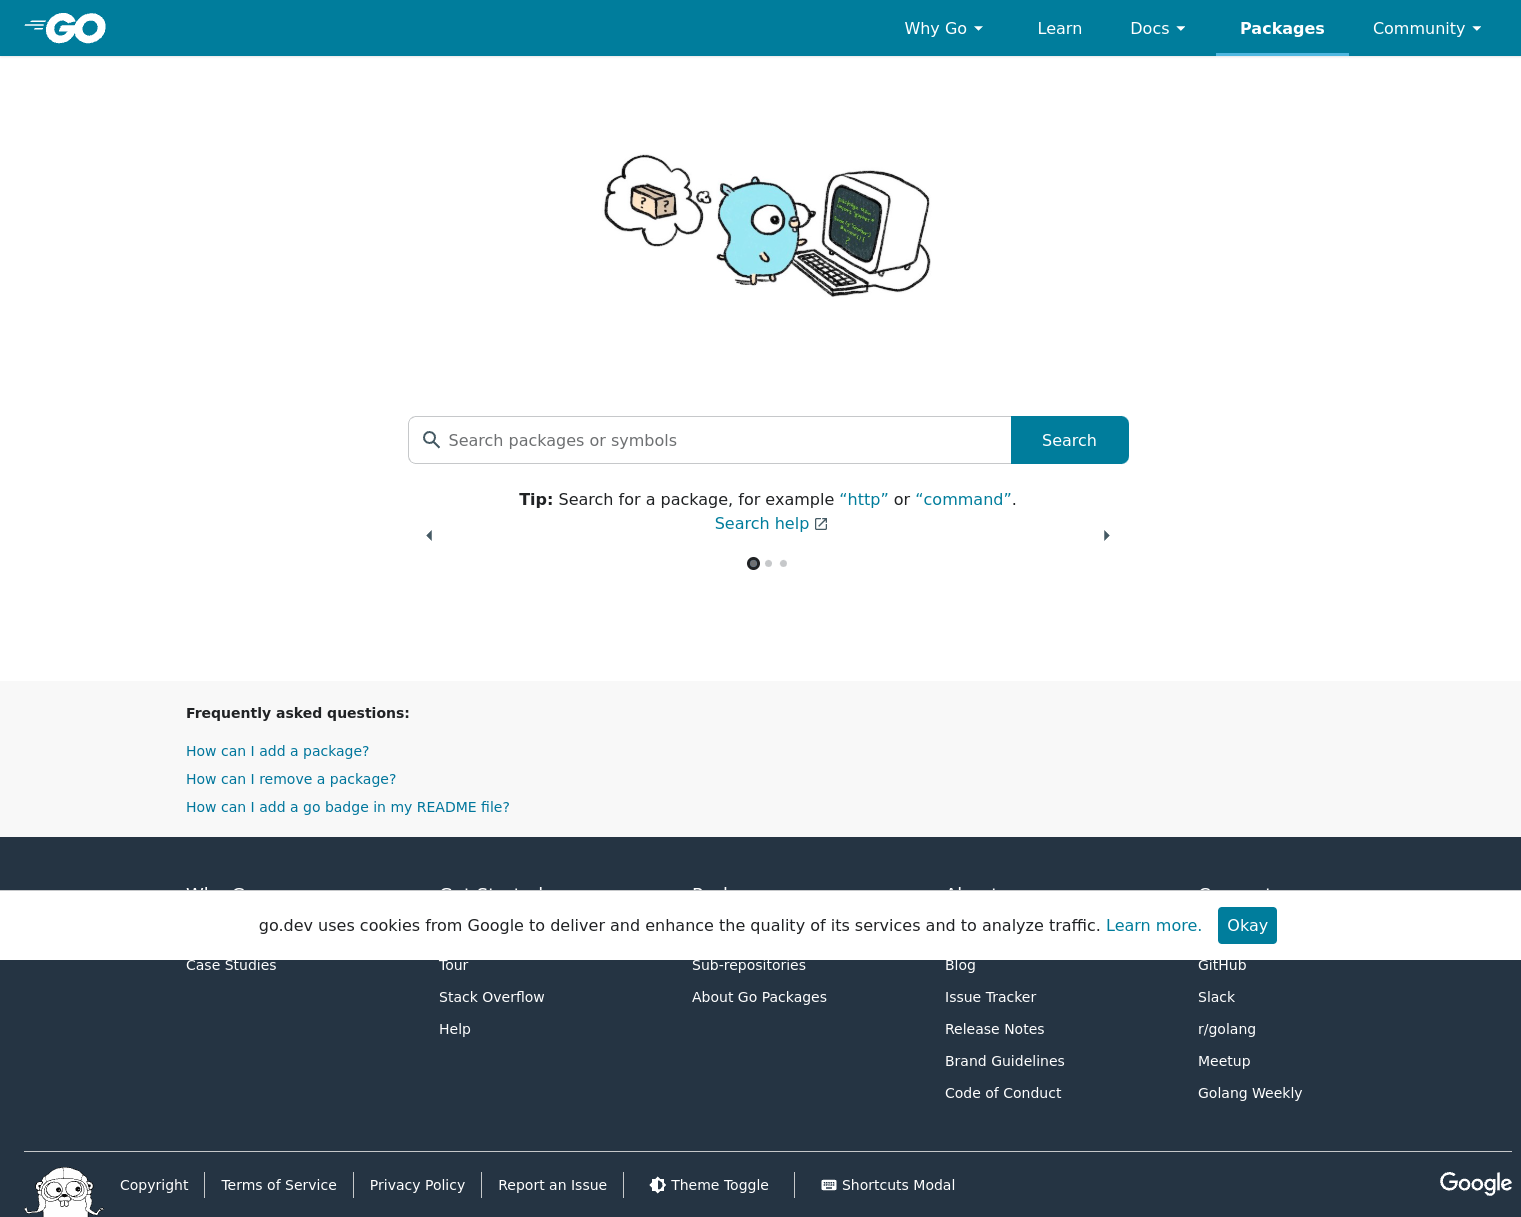 GO
Why Go
Learn
Docs
Packages
Community
? ?
Search packages or symbols
Search
Tip: Search for a package, for example “http” or “command”.
Search help
Frequently asked questions:
How can I add a package?
How can I remove a package?
How can I add a go badge in my README file?
go.dev uses cookies from Google to deliver and enhance the quality of its services and to analyze traffic. Learn more.
Okay
Case Studies
Tour
Sub-repositories
Blog
GitHub
Stack Overflow
About Go Packages
Issue Tracker
Slack
Help
Release Notes
r/golang
Brand Guidelines
Meetup
Code of Conduct
Golang Weekly
Copyright
Terms of Service
Privacy Policy
Report an Issue
Theme Toggle
Shortcuts Modal
Google